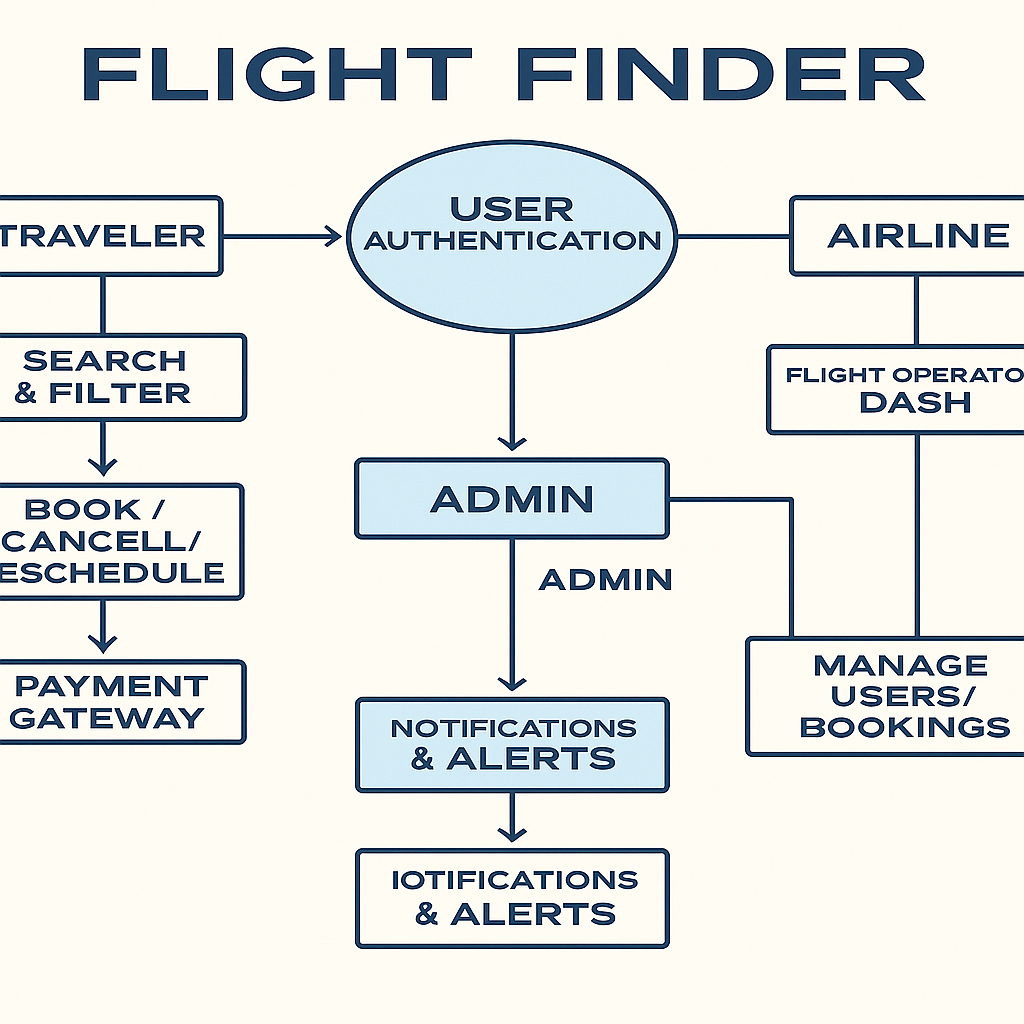 FLIGHT FINDER
TRAVELER
USER
AUTHENTICATION
AIRLINE
SEARCH
& FILTER
FLIGHT OPERATO
DASH
BOOK /
CANCELL/
ESCHEDULE
ADMIN
ADMIN
PAYMENT
GATEWAY
MANAGE
USERS/
BOOKINGS
NOTIFICATIONS
& ALERTS
IOTIFICATIONS
& ALERTS